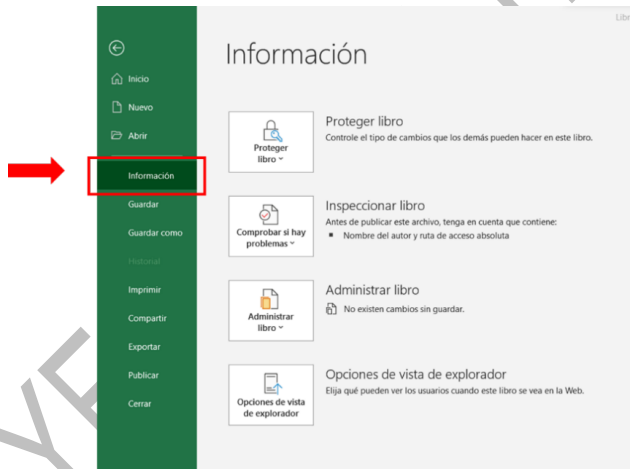 Libr
Información
Inicio
Nuevo
Abrir
Información
Guardar
Guardar como
Historial
Imprimir
Compartir
Exportar
Publicar
Cerrar
Proteger
libro
Proteger libro
Controle el tipo de cambios que los demás pueden hacer en este libro.
Comprobar si hay
problemas
Inspeccionar libro
Antes de publicar este archivo, tenga en cuenta que contiene:
Nombre del autor y ruta de acceso absoluta
Administrar
libro
Administrar libro
No existen cambios sin guardar.
Opciones de vista
de explorador
Opciones de vista de explorador
Elija qué pueden ver los usuarios cuando este libro se vea en la Web.